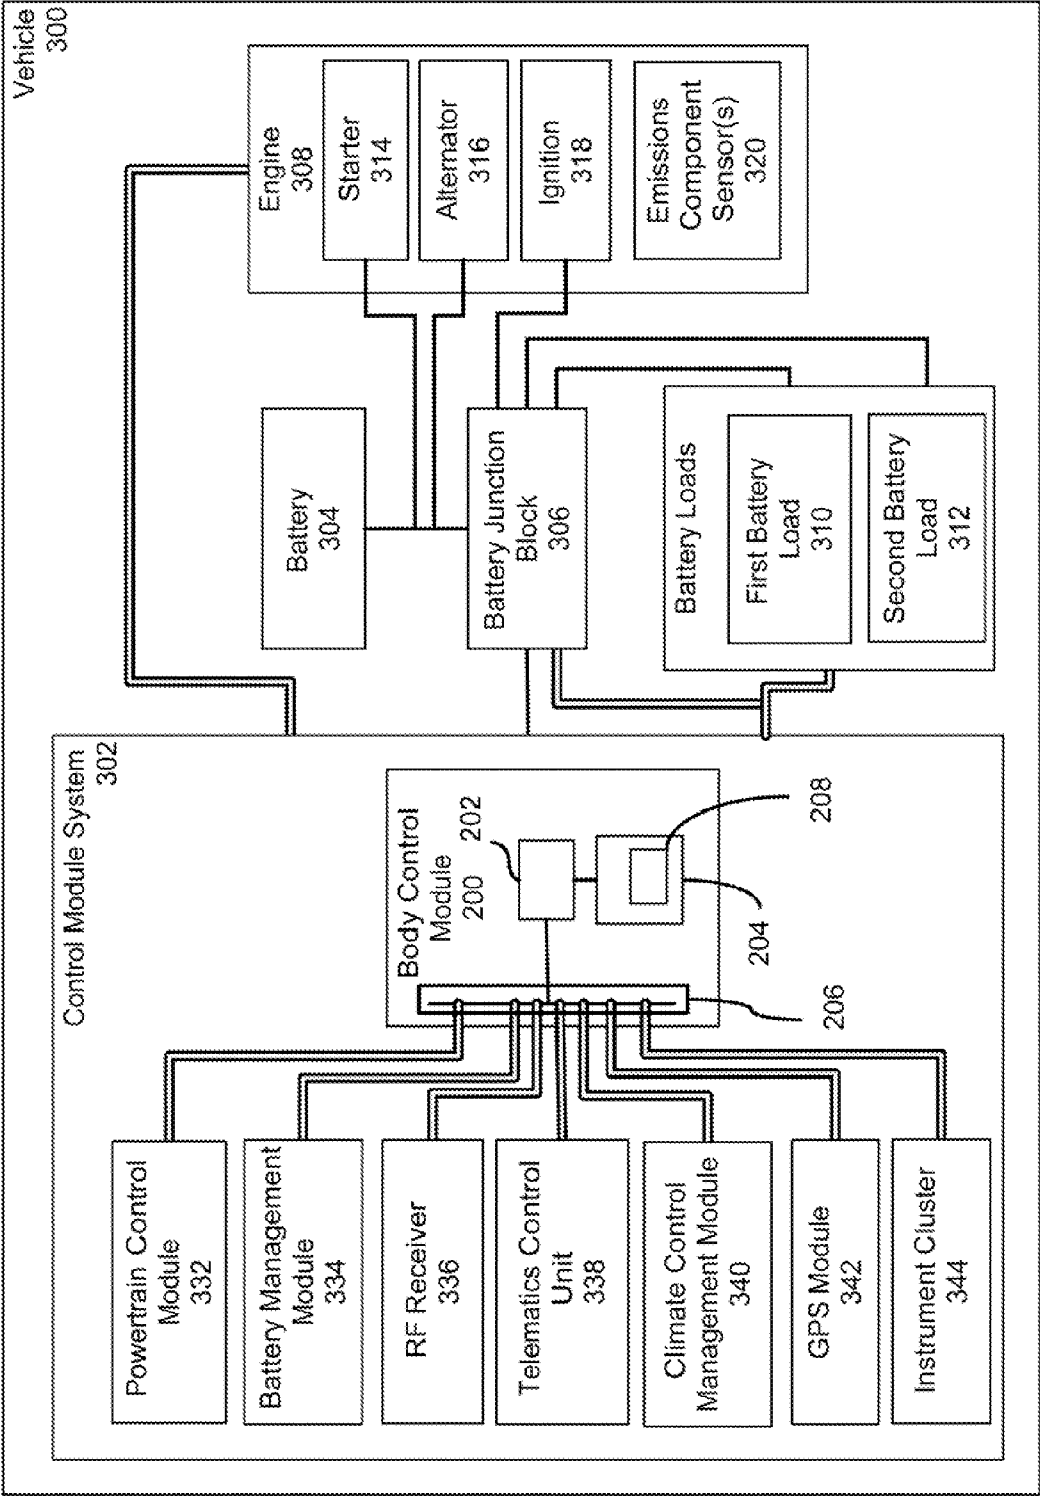 Vehicle
300
Control Module System
302
Powertrain Control
Module
332
Battery Management
Module
334
RF Receiver
336
Telematics Control
Unit
338
Climate Control
Management Module
340
GPS Module
342
Instrument Cluster
344
Body Control
Module
200
202
204
206
208
Battery
304
Battery Junction
Block
306
Battery Loads
First Battery
Load
310
Second Battery
Load
312
Engine
308
Starter
314
Alternator
316
Ignition
318
Emissions
Component
Sensor(s)
320